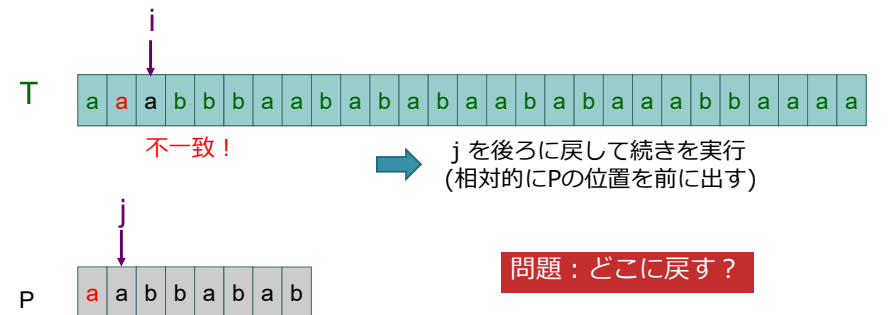 i
T
a a a b b b a a b a b a b a a b a b a a a b b a a a a
不一致！
j を後ろに戻して続きを実行
(相対的にPの位置を前に出す)
j
問題：どこに戻す？
P
a a b b a b a b